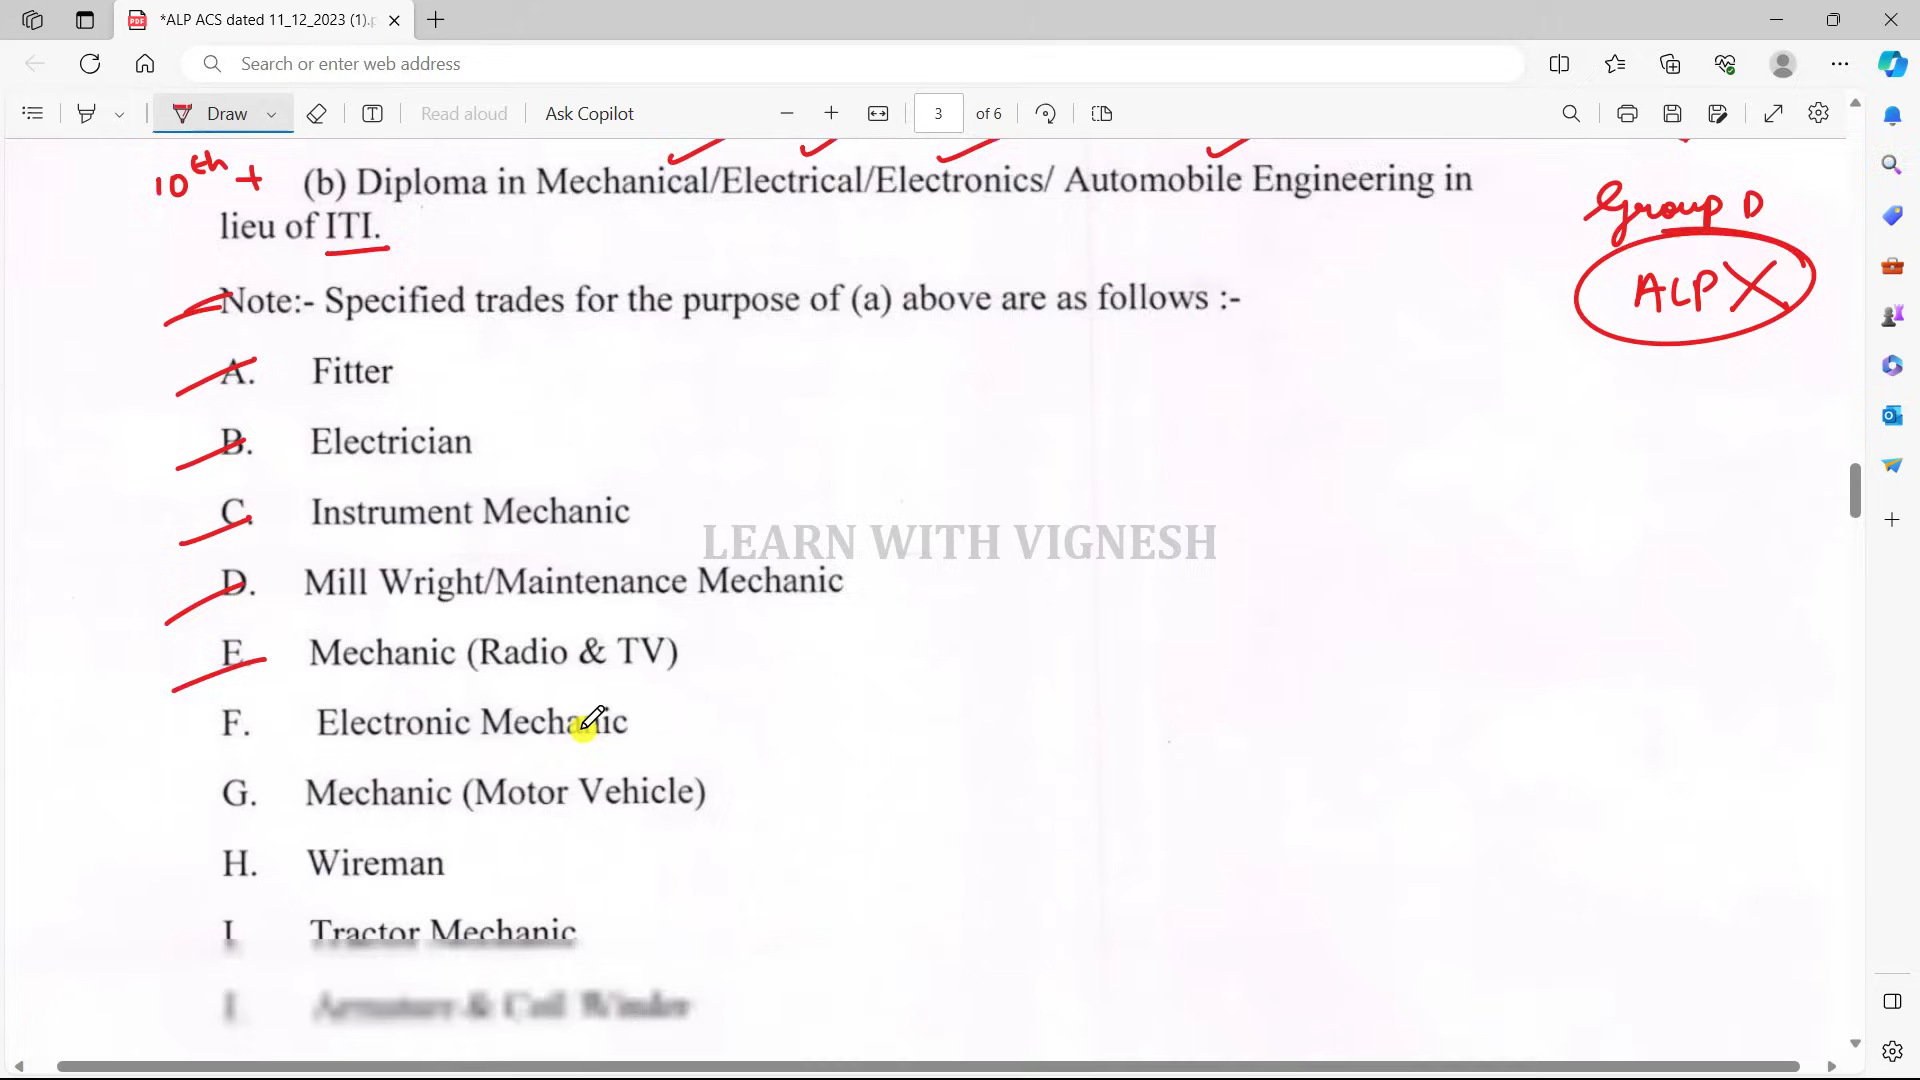 *ALP ACS dated 11_12_2023 (1).p
Search or enter web address
Draw
Read aloud
Ask Copilot
3 of 6
10th + (b) Diploma in Mechanical/Electrical/Electronics/ Automobile Engineering in
lieu of ITI.
Group D
ALP X
Note:- Specified trades for the purpose of (a) above are as follows :-
A. Fitter
B. Electrician
C. Instrument Mechanic
LEARN WITH VIGNESH
D. Mill Wright/Maintenance Mechanic
E. Mechanic (Radio & TV)
F. Electronic Mechanic
G. Mechanic (Motor Vehicle)
H. Wireman
I. Tractor Mechanic
Armature & Coil Winder